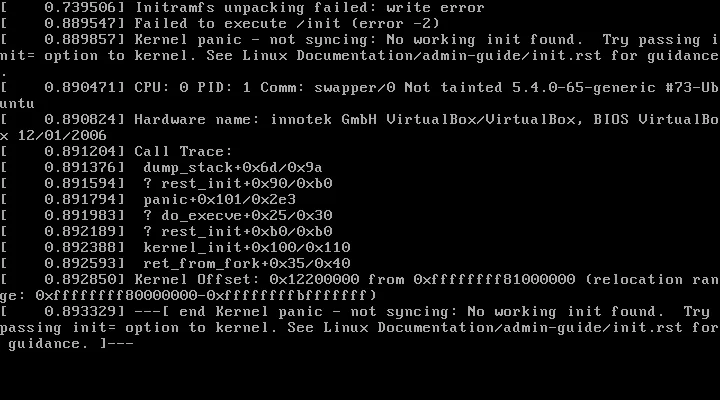 [    0.739506] Initramfs unpacking failed: write error
[    0.889547] Failed to execute /init (error -2)
[    0.889857] Kernel panic - not syncing: No working init found.  Try passing i
nit= option to kernel. See Linux Documentation/admin-guide/init.rst for guidance
.
[    0.890471] CPU: 0 PID: 1 Comm: swapper/0 Not tainted 5.4.0-65-generic #73-Ub
untu
[    0.890824] Hardware name: innotek GmbH VirtualBox/VirtualBox, BIOS VirtualBo
x 12/01/2006
[    0.891204] Call Trace:
[    0.891376]  dump_stack+0x6d/0x9a
[    0.891594]  ? rest_init+0x90/0xb0
[    0.891794]  panic+0x101/0x2e3
[    0.891983]  ? do_execve+0x25/0x30
[    0.892189]  ? rest_init+0xb0/0xb0
[    0.892388]  kernel_init+0x100/0x110
[    0.892593]  ret_from_fork+0x35/0x40
[    0.892850] Kernel Offset: 0x12200000 from 0xffffffff81000000 (relocation ran
ge: 0xffffffff80000000-0xffffffffbfffffff)
[    0.893329] ---[ end Kernel panic - not syncing: No working init found.  Try
passing init= option to kernel. See Linux Documentation/admin-guide/init.rst for
 guidance. ]---